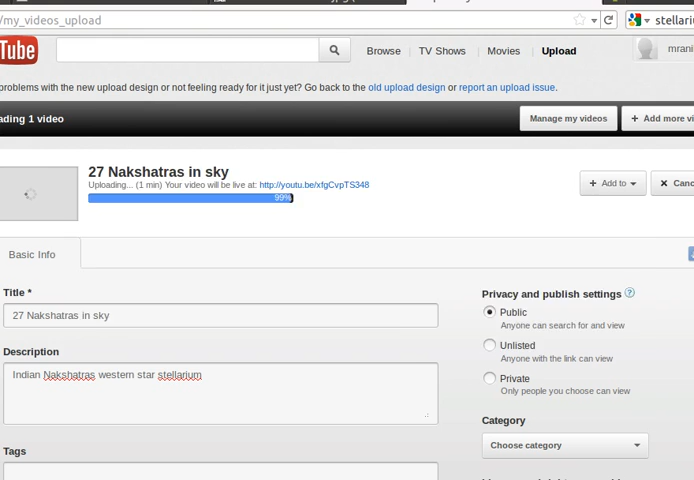 /my_videos_upload
stellariu
Tube
Browse TV Shows Movies Upload
mrani
problems with the new upload design or not feeling ready for it just yet? Go back to the old upload design or report an upload issue.
ading 1 video
Manage my videos
+ Add more vi
27 Nakshatras in sky
Uploading... (1 min) Your video will be live at: http://youtu.be/xfgCvpTS348
99%
+ Add to
× Canc
Basic Info
Title *
27 Nakshatras in sky
Description
Indian Nakshatras western star stellarium
Tags
Privacy and publish settings ?
Public
Anyone can search for and view
Unlisted
Anyone with the link can view
Private
Only people you choose can view
Category
Choose category